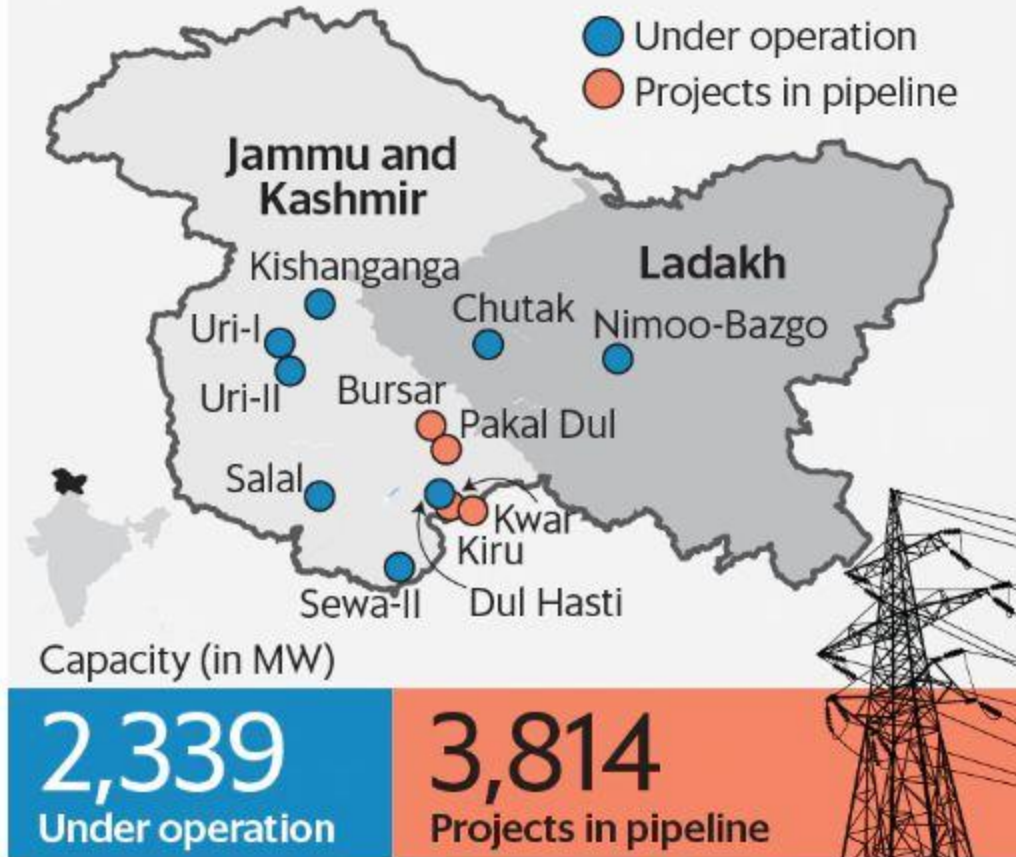 Under operation
Projects in pipeline
Jammu and
Kashmir
Ladakh
Kishanganga
Chutak
Nimoo-Bazgo
Uri-I
Uri-II
Bursar
Pakal Dul
Salal
Kwar
Kiru
Sewa-II
Dul Hasti
Capacity (in MW)
2,339
Under operation
3,814
Projects in pipeline